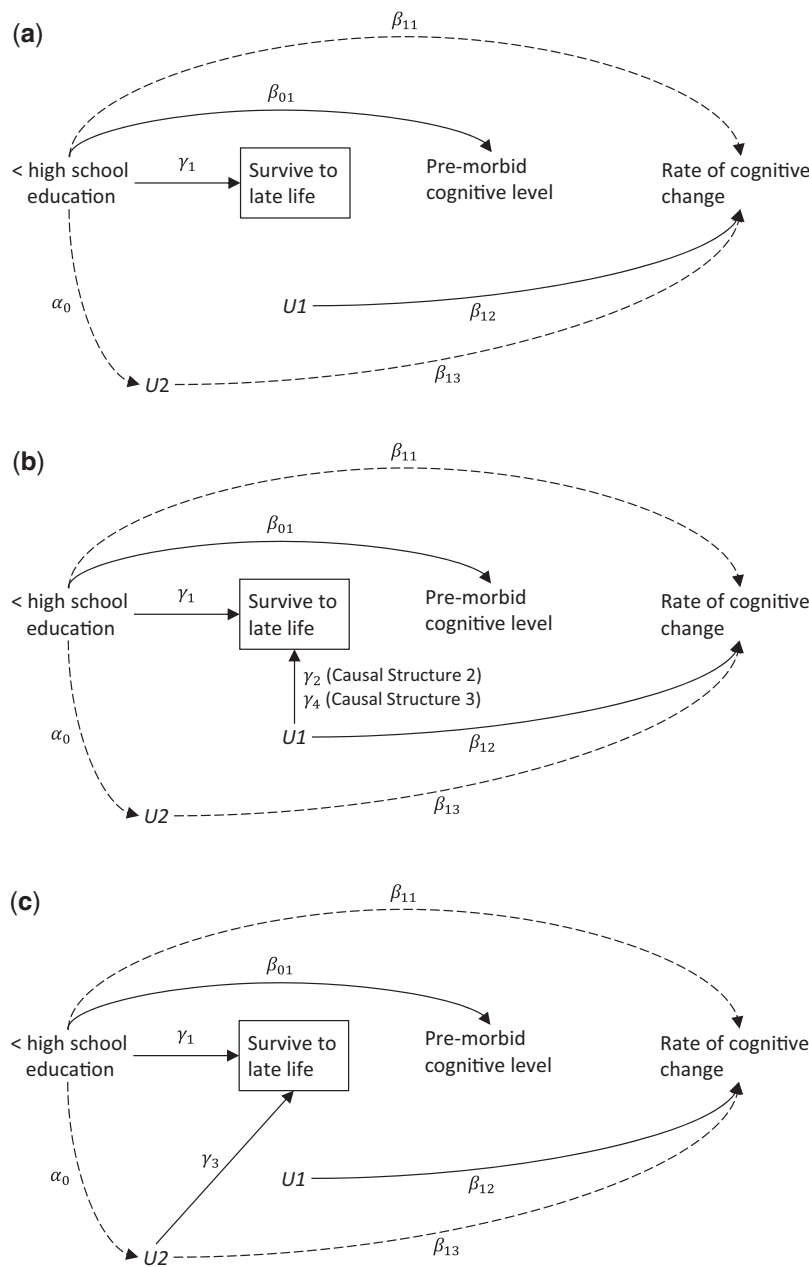 (a)
β11
β01
< high school
education
γ1
Survive to
late life
Pre-morbid
cognitive level
Rate of cognitive
change
α0
U1
β12
U2
β13
(b)
β11
β01
< high school
education
γ1
Survive to
late life
Pre-morbid
cognitive level
Rate of cognitive
change
γ2 (Causal Structure 2)
γ4 (Causal Structure 3)
α0
U1
β12
U2
β13
(c)
β11
β01
< high school
education
γ1
Survive to
late life
Pre-morbid
cognitive level
Rate of cognitive
change
γ3
α0
U1
β12
U2
β13